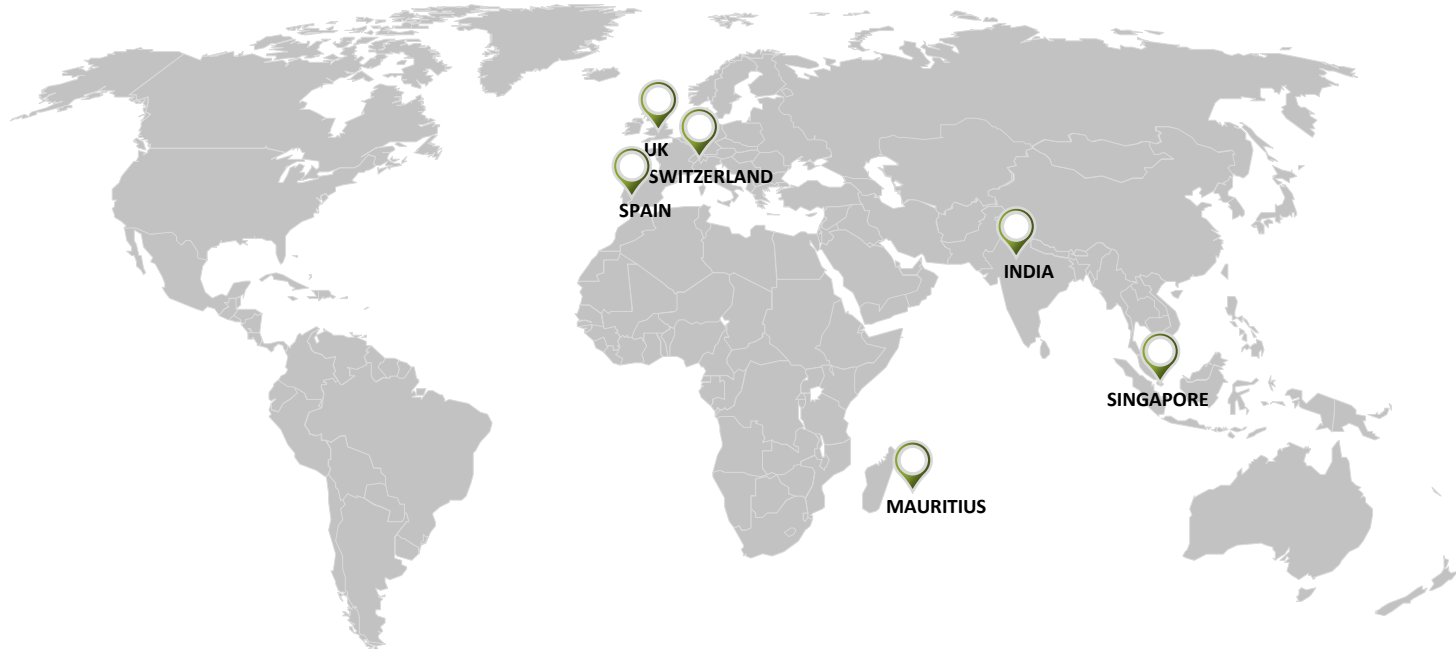 UK
SWITZERLAND
SPAIN
INDIA
SINGAPORE
MAURITIUS